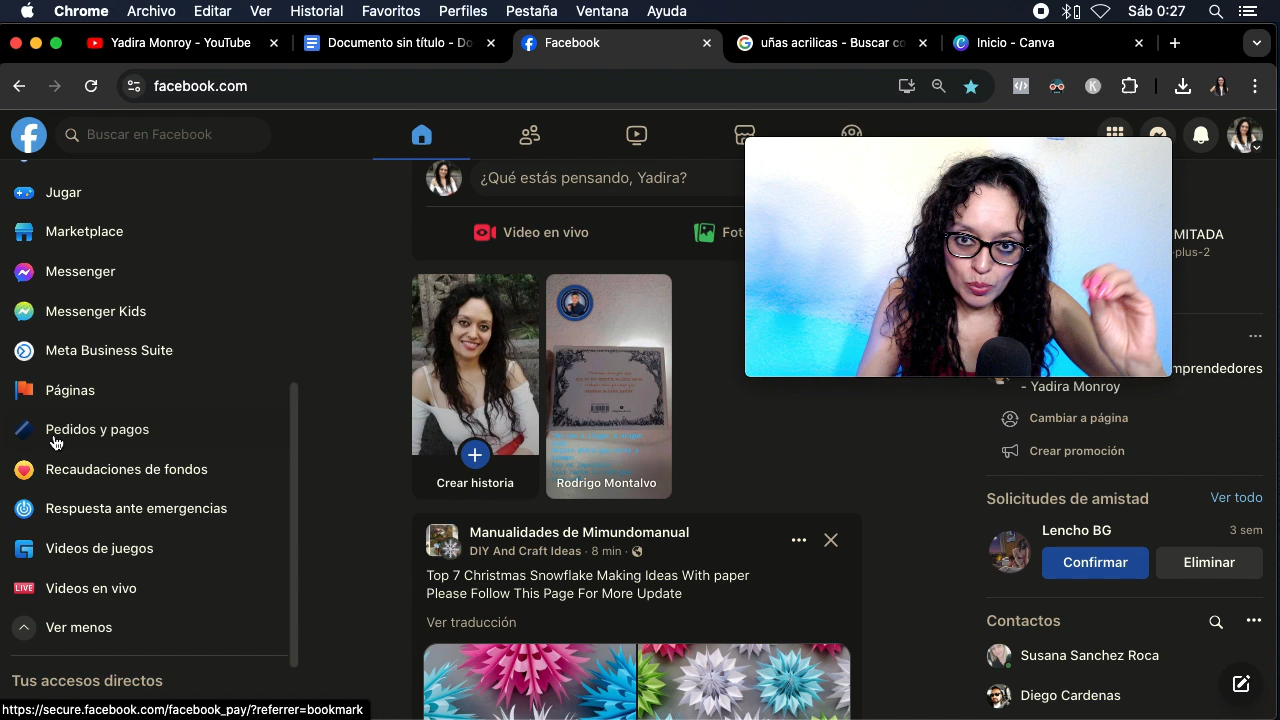 Chrome Archivo Editar Ver Historial Favoritos Perfiles Pestaña Ventana Ayuda Sáb 0:27
Yadira Monroy - YouTube
Documento sin título - Do
Facebook
uñas acrilicas - Buscar co
Inicio - Canva
facebook.com
K
Buscar en Facebook
Jugar
Marketplace
Messenger
Messenger Kids
Meta Business Suite
Páginas
Pedidos y pagos
Recaudaciones de fondos
Respuesta ante emergencias
Videos de juegos
LIVE Videos en vivo
Ver menos
Tus accesos directos
https://secure.facebook.com/facebook_pay/?referrer=bookmark
¿Qué estás pensando, Yadira?
Video en vivo
Fot
Crear historia
Rodrigo Montalvo
Manualidades de Mimundomanual
DIY And Craft Ideas · 8 min ·
Top 7 Christmas Snowflake Making Ideas With paper
Please Follow This Page For More Update
Ver traducción
MITADA
-plus-2
mprendedores
- Yadira Monroy
Cambiar a página
Crear promoción
Solicitudes de amistad Ver todo
Lencho BG 3 sem
Confirmar Eliminar
Contactos
Susana Sanchez Roca
Diego Cardenas